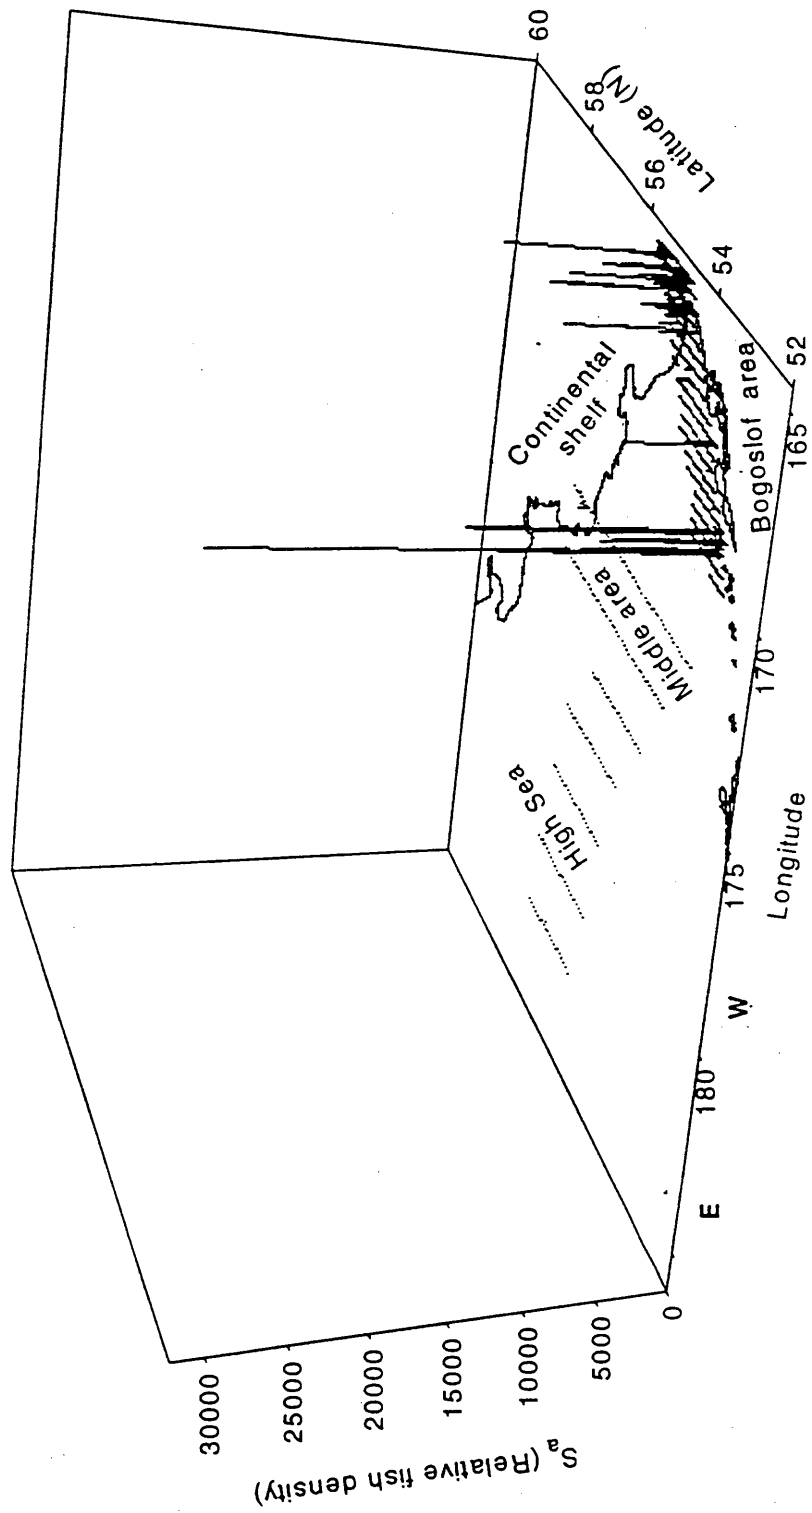 Sa (Relative fish density)
30000
25000
20000
15000
10000
5000
0
E
180
W
175
170
165
Longitude
52
54
56
58
60
Latitude (N)
High Sea
Middle area
Continental
shelf
Bogoslof area